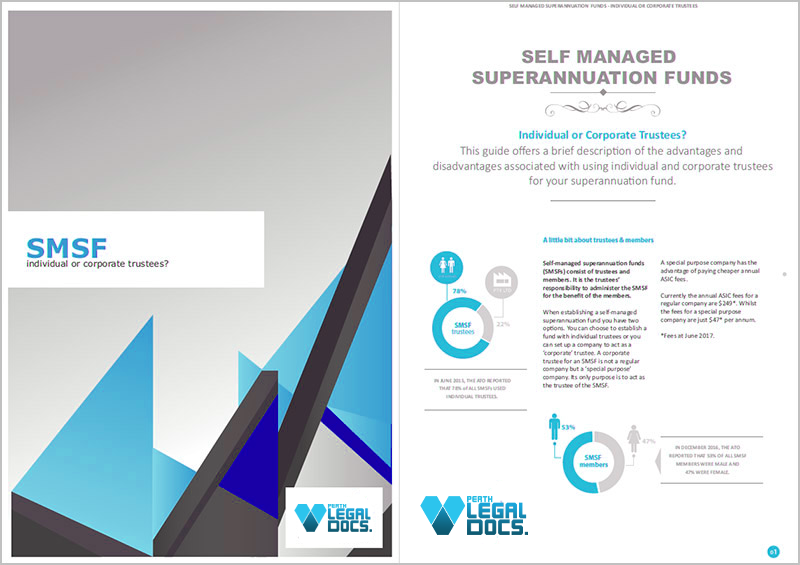 SMSF
individual or corporate trustees?
PERTH
LEGAL
DOCS.
SELF MANAGED SUPERANNUATION FUNDS - INDIVIDUAL OR CORPORATE TRUSTEES
SELF MANAGED
SUPERANNUATION FUNDS
Individual or Corporate Trustees?
This guide offers a brief description of the advantages and
disadvantages associated with using individual and corporate trustees
for your superannuation fund.
78%
PTY LTD
SMSF
trustees
22%
IN JUNE 2015, THE ATO REPORTED
THAT 78% of ALL SMSFs USED
INDIVIDUAL TRUSTEES.
A little bit about trustees & members
Self-managed superannuation funds
(SMSFs) consist of trustees and
members. It is the trustees'
responsibility to administer the SMSF
for the benefit of the members.
When establishing a self-managed
superannuation fund you have two
options. You can choose to establish a
fund with individual trustees or you
can set up a company to act as a
'corporate' trustee. A corporate
trustee for an SMSF is not a regular
company but a 'special purpose'
company. Its only purpose is to act as
the trustee of the SMSF.
A special purpose company has the
advantage of paying cheaper annual
ASIC fees.
Currently the annual ASIC fees for a
regular company are $249*. Whilst
the fees for a special purpose
company are just $47* per annum.
*Fees at June 2017.
53%
47%
SMSF
members
IN DECEMBER 2016, THE ATO
REPORTED THAT 53% OF ALL SMSF
MEMBERS WERE MALE AND
47% WERE FEMALE.
PERTH
LEGAL
DOCS.
01